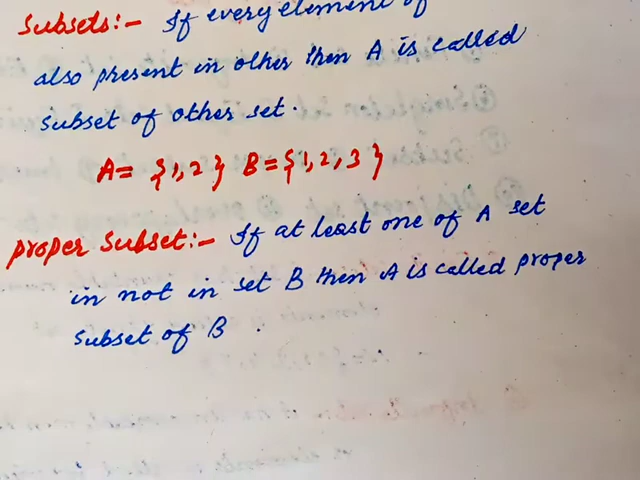 Subsets:- If every element of
also present in other then A is called
subset of other set.
A = {1,2} B = {1, 2, 3}
Proper Subset:- If at least one of A set
in not in set B then A is called proper
subset of B.